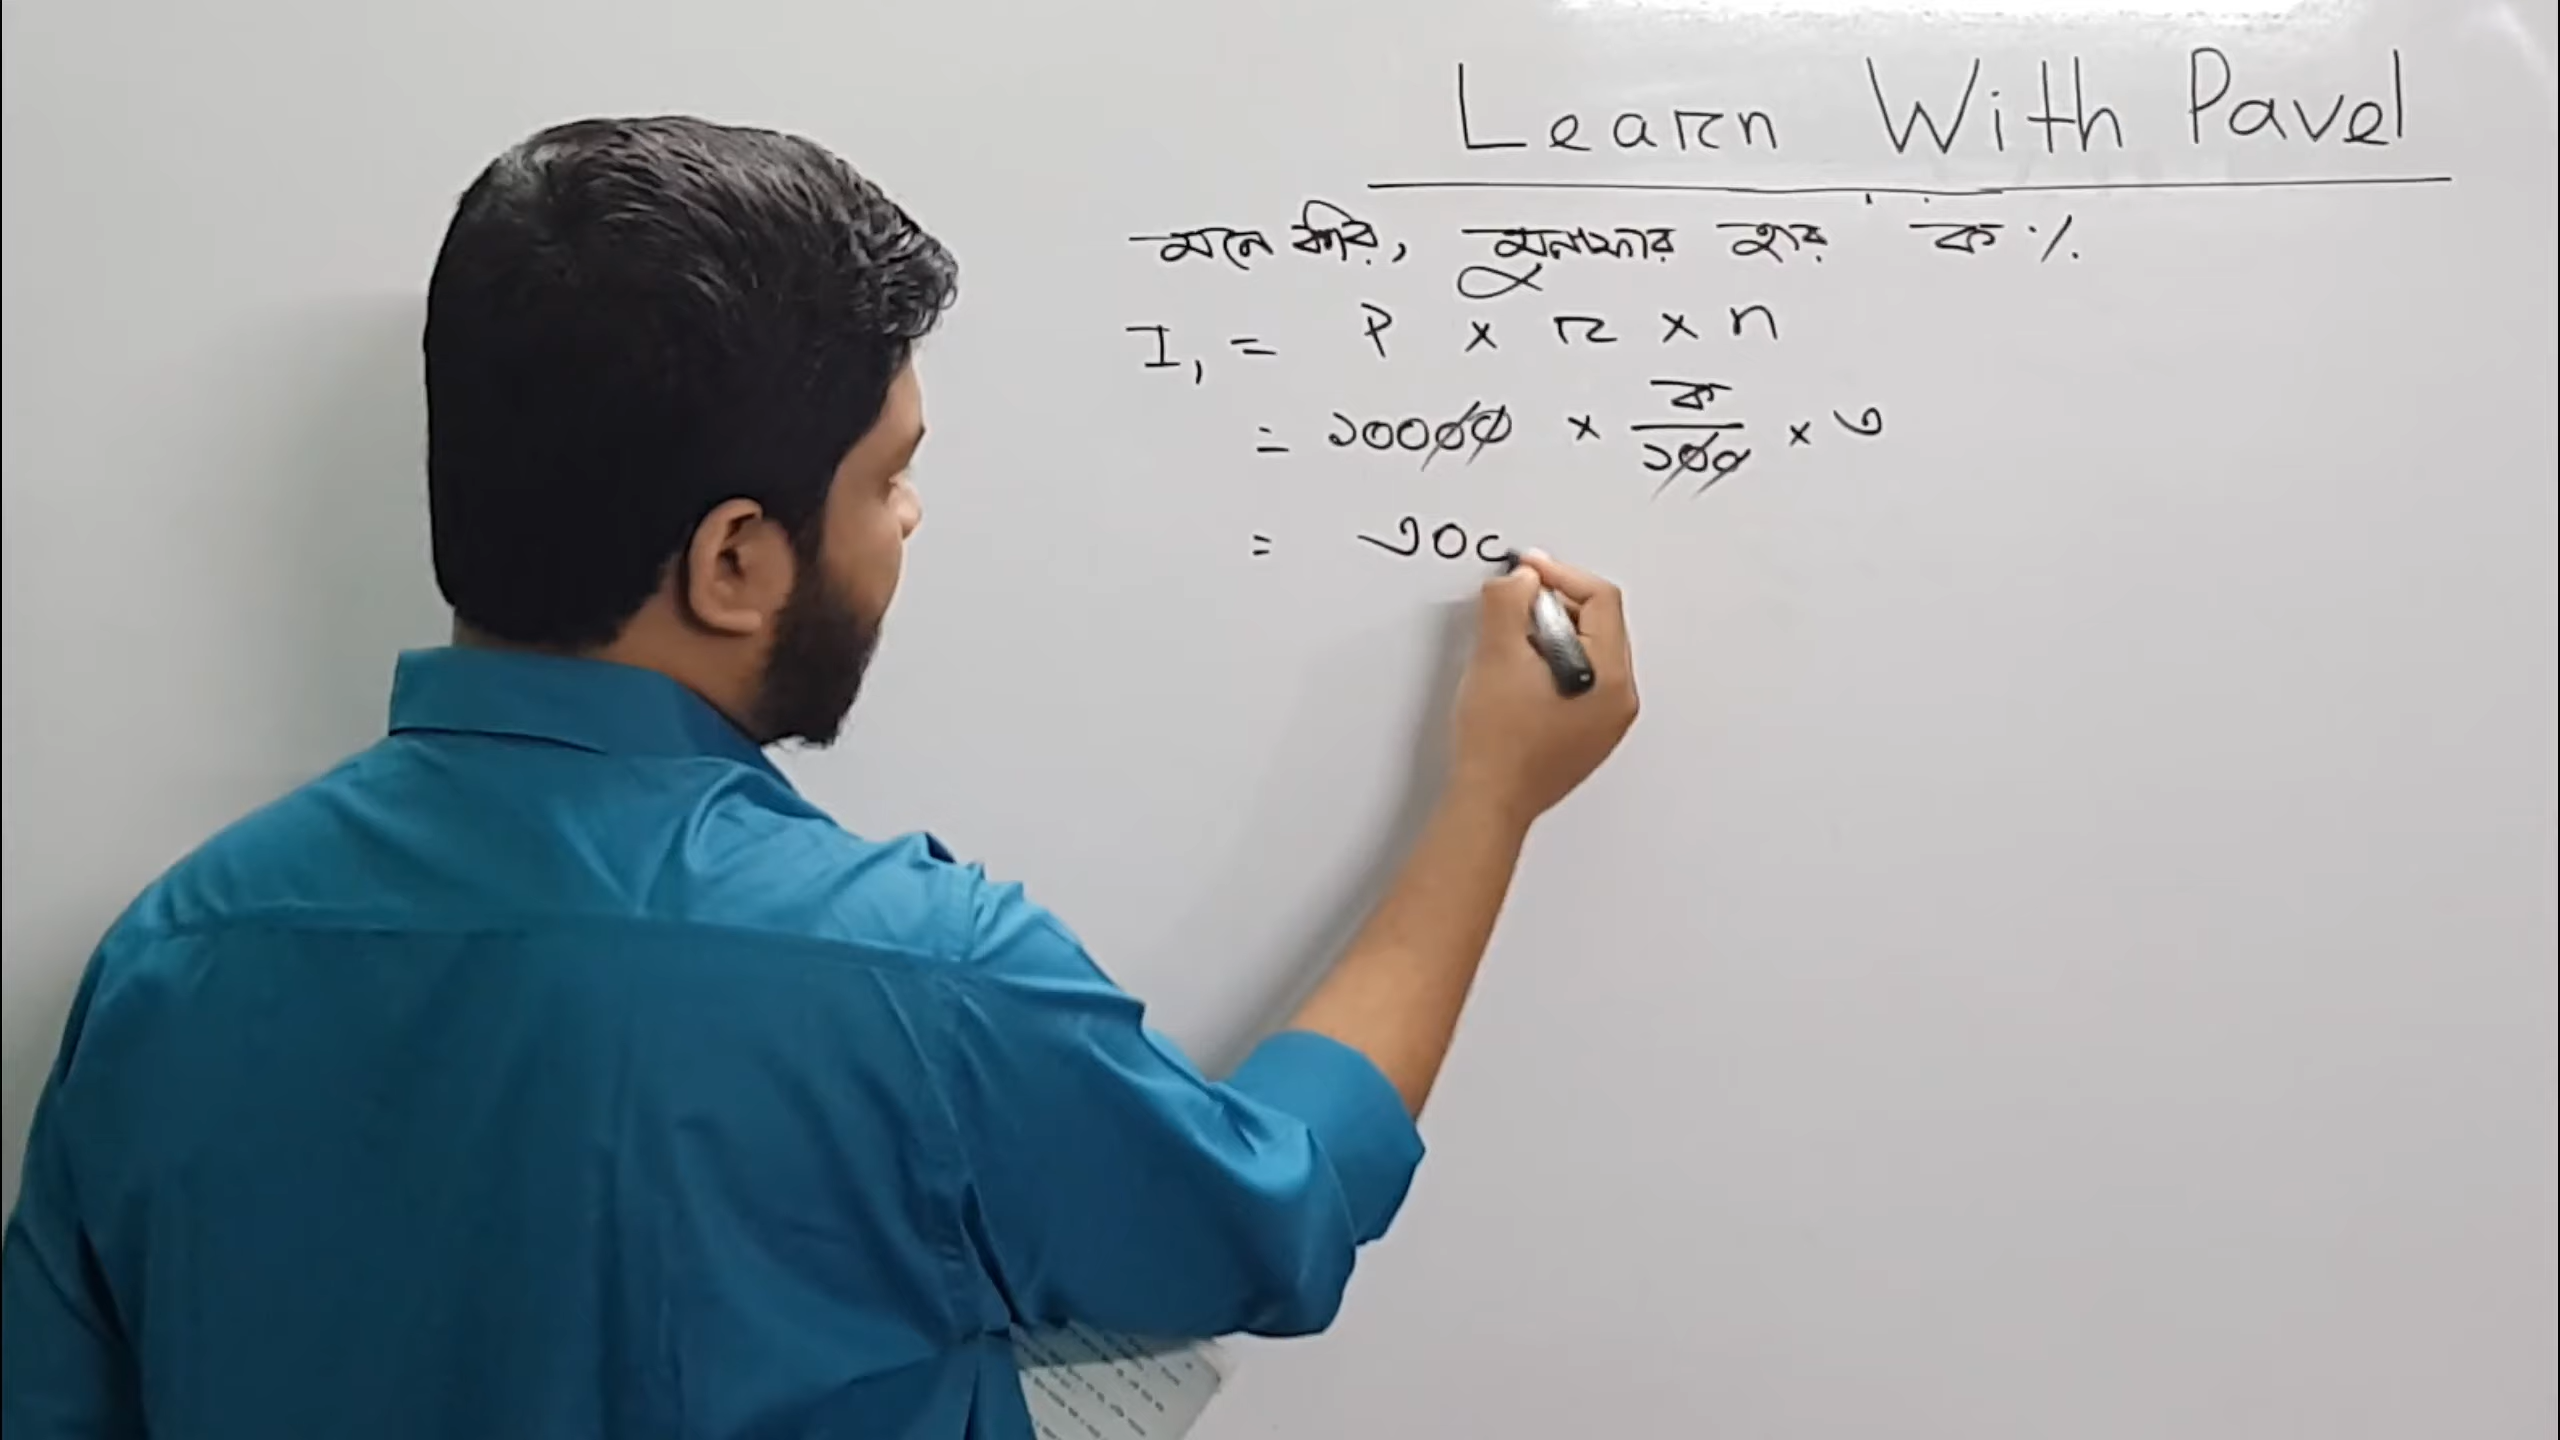 Learn With Pavel
মনে করি, মুনাফার হার ক %
I₁ = P × r × n
= ১০০০০ × ক/১০০ × ৩
= ৩০০